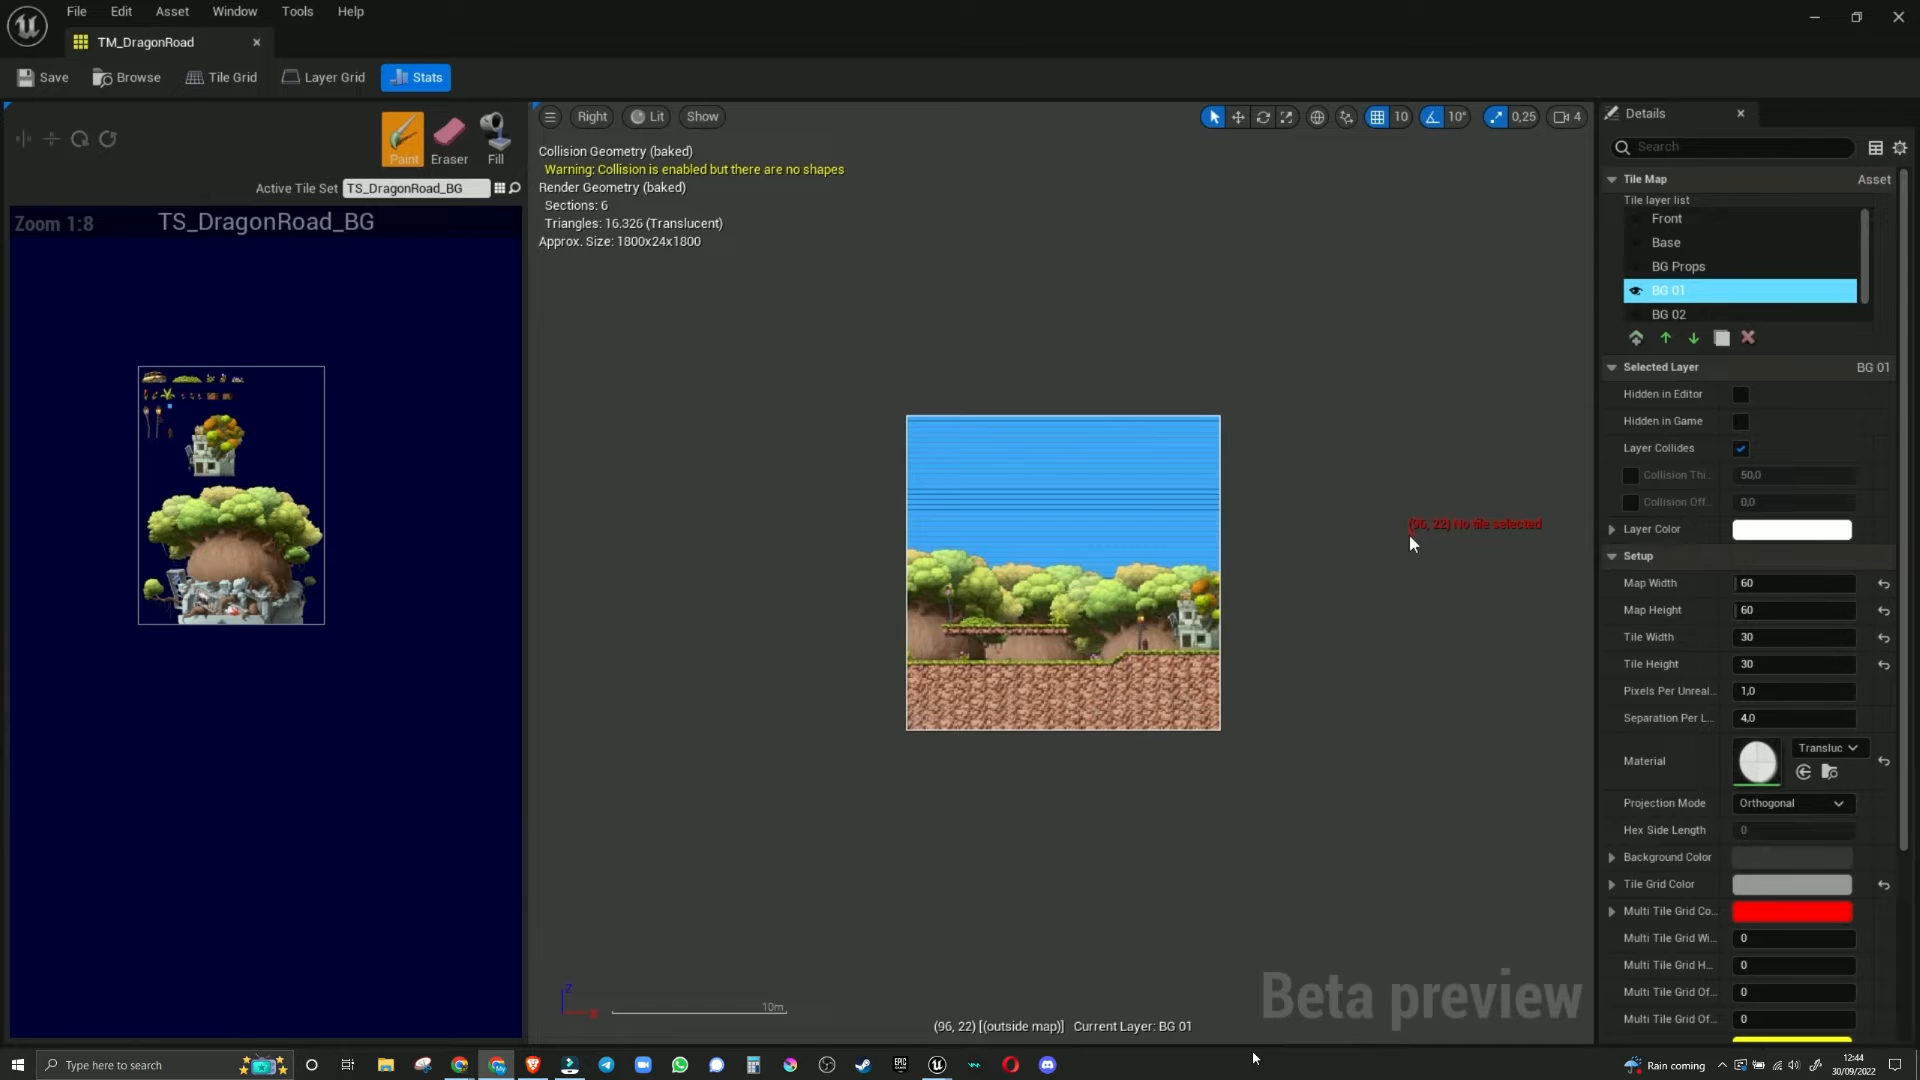 File Edit Asset Window Tools Help
TM_DragonRoad
Save Browse Tile Grid Layer Grid Stats
Paint Eraser Fill
Active Tile Set TS_DragonRoad_BG
Zoom 1:8 TS_DragonRoad_BG
Right Lit Show
10 10° 0,25 4
Collision Geometry (baked)
Warning: Collision is enabled but there are no shapes
Render Geometry (baked)
Sections: 6
Triangles: 16.326 (Translucent)
Approx. Size: 1800x24x1800
(96, 22) No tile selected
Z
10m
Beta preview
(96, 22) [(outside map)] Current Layer: BG 01
Details
Search
Tile Map Asset
Tile layer list
Front
Base
BG Props
BG 01
BG 02
Selected Layer BG 01
Hidden in Editor
Hidden in Game
Layer Collides
Collision Thi... 50,0
Collision Off... 0,0
Layer Color
Setup
Map Width 60
Map Height 60
Tile Width 30
Tile Height 30
Pixels Per Unreal... 1,0
Separation Per L... 4,0
Material Transluc
Projection Mode Orthogonal
Hex Side Length 0
Background Color
Tile Grid Color
Multi Tile Grid Co...
Multi Tile Grid Wi... 0
Multi Tile Grid H... 0
Multi Tile Grid Of... 0
Multi Tile Grid Of... 0
Type here to search
Rain coming
12:44
30/09/2022